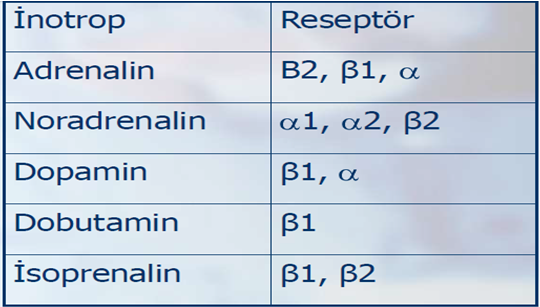 İnotrop Reseptör
Adrenalin Β2, β1, α
Noradrenalin α1, α2, β2
Dopamin β1, α
Dobutamin β1
İsoprenalin β1, β2